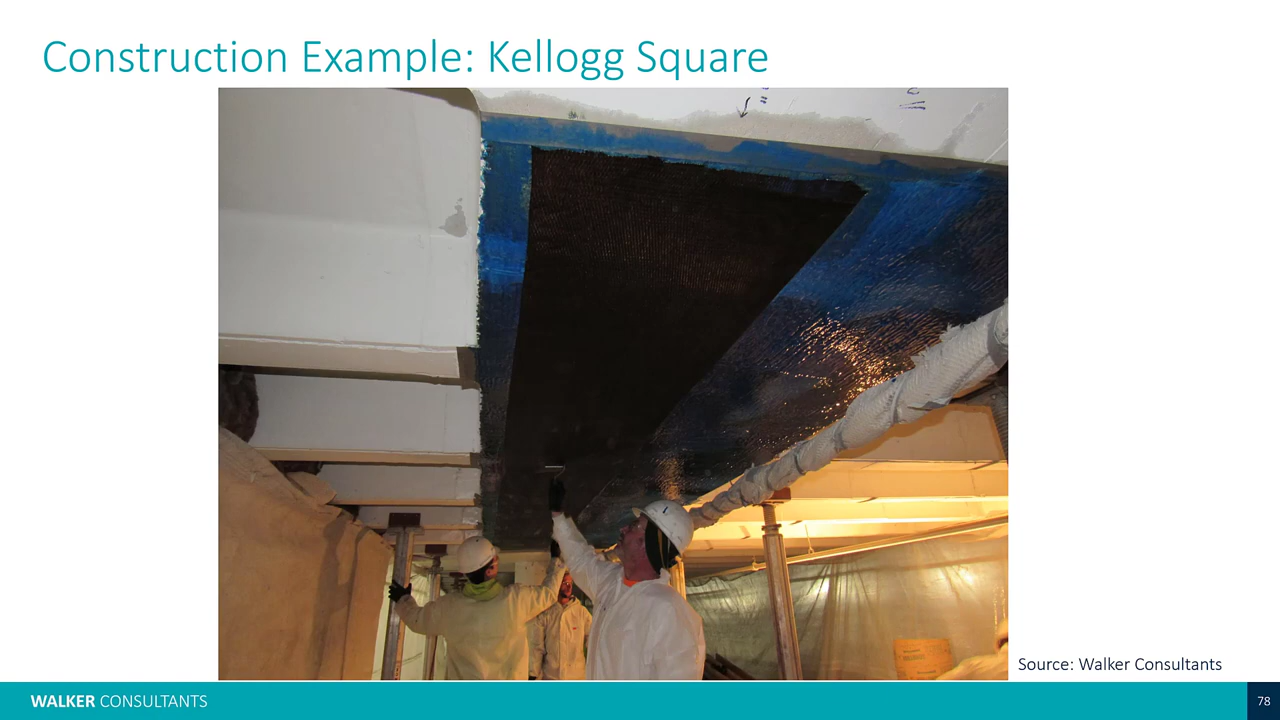 Construction Example: Kellogg Square
Source: Walker Consultants
WALKER CONSULTANTS
78